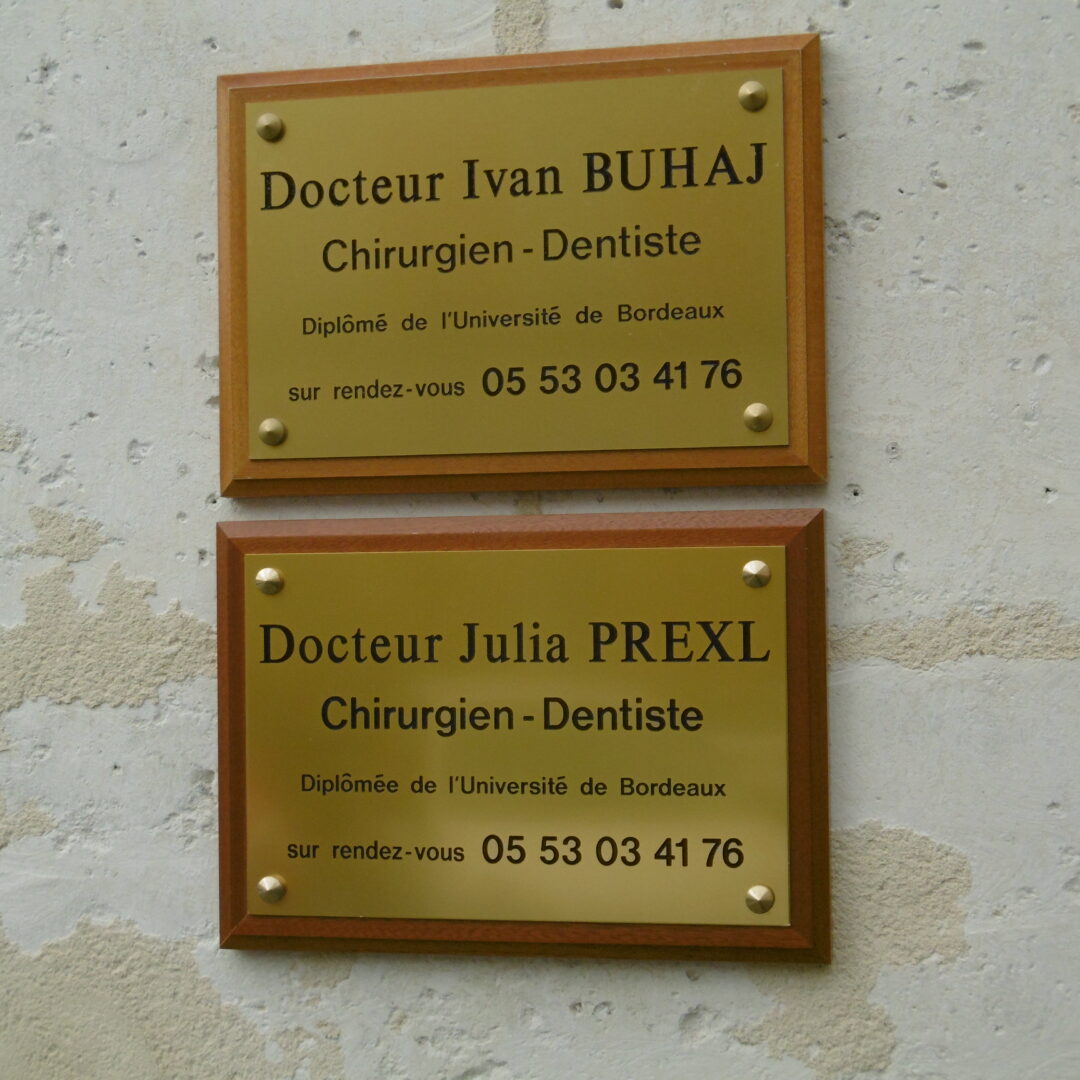 Docteur Ivan BUHAJ
Chirurgien - Dentiste
Diplômé de l'Université de Bordeaux
sur rendez-vous 05 53 03 41 76
Docteur Julia PREXL
Chirurgien - Dentiste
Diplômée de l'Université de Bordeaux
sur rendez-vous 05 53 03 41 76